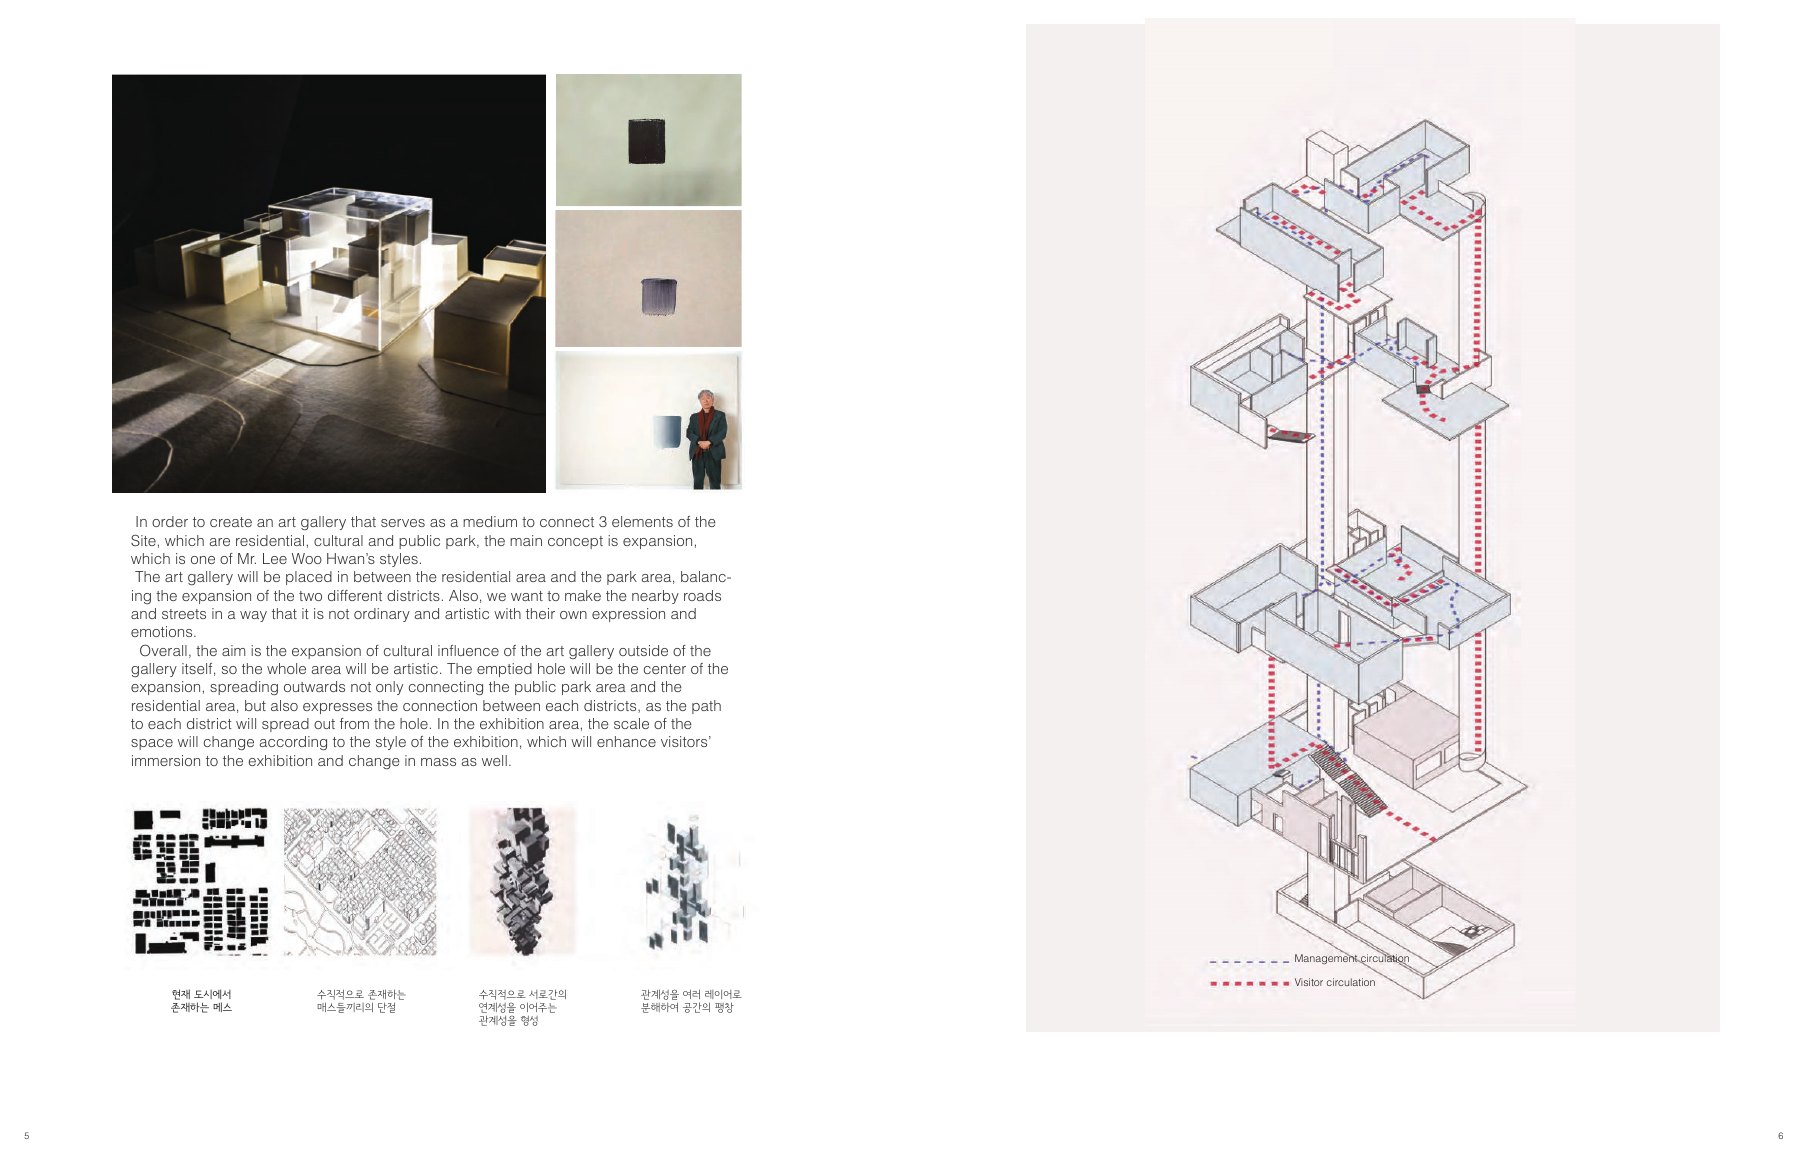 In order to create an art gallery that serves as a medium to connect 3 elements of the
Site, which are residential, cultural and public park, the main concept is expansion,
which is one of Mr. Lee Woo Hwan's styles.
The art gallery will be placed in between the residential area and the park area, balanc-
ing the expansion of the two different districts. Also, we want to make the nearby roads
and streets in a way that it is not ordinary and artistic with their own expression and
emotions.
Overall, the aim is the expansion of cultural influence of the art gallery outside of the
gallery itself, so the whole area will be artistic. The emptied hole will be the center of the
expansion, spreading outwards not only connecting the public park area and the
residential area, but also expresses the connection between each districts, as the path
to each district will spread out from the hole. In the exhibition area, the scale of the
space will change according to the style of the exhibition, which will enhance visitors'
immersion to the exhibition and change in mass as well.
현재 도시에서
존재하는 메스
수직적으로 존재하는
매스들끼리의 단절
수직적으로 서로간의
연계성을 이어주는
관계성을 형성
관계성을 여러 레이어로
분해하여 공간의 팽창
Management circulation
Visitor circulation
5
6